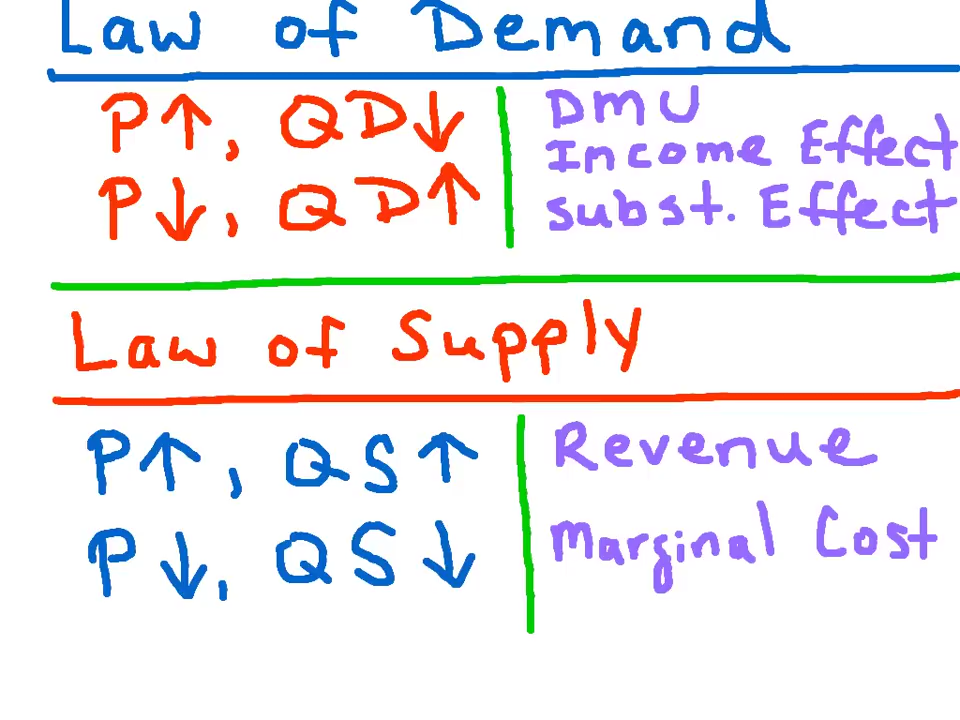 Law of Demand
P↑, QD↓
P↓, QD↑
DMU
Income Effect
Subst. Effect
Law of Supply
P↑, QS↑
P↓, QS↓
Revenue
Marginal Cost